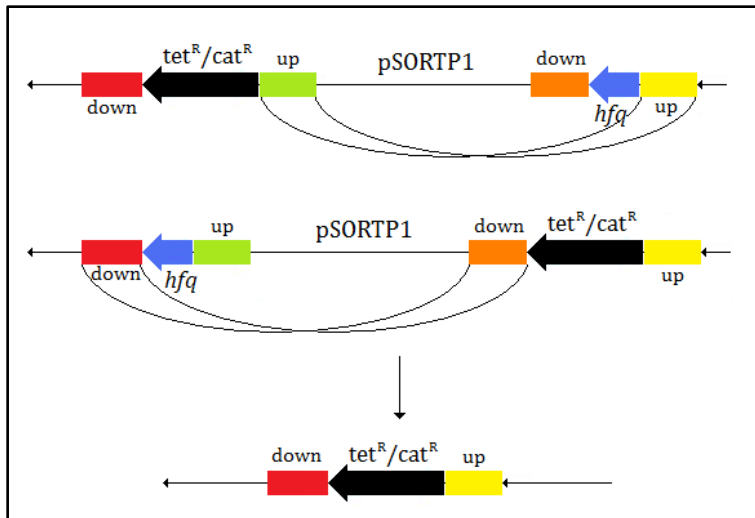 tetᴿ/catᴿ up pSORTP1 down
down hfq up
up pSORTP1 down tetᴿ/catᴿ
down hfq up
down tetᴿ/catᴿ up